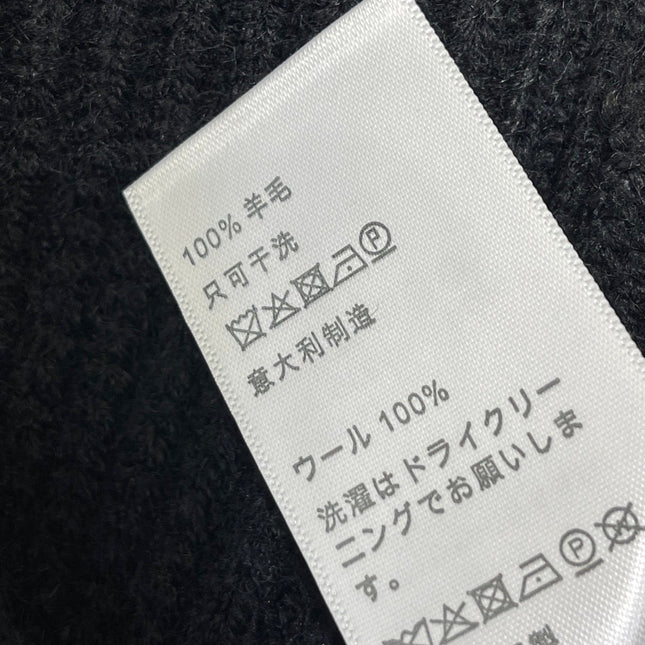 100% 羊毛
只可干洗
P
意大利制造
ウール 100%
洗濯はドライクリー
ニングでお願いしま
す。
P W
製